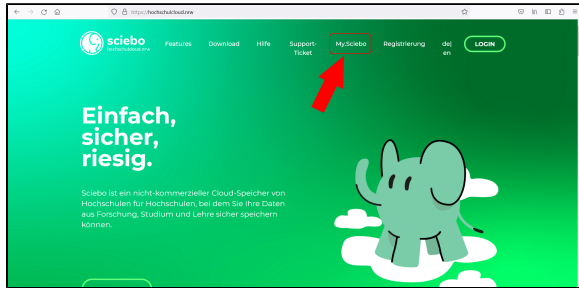 https://hochschulcloud.nrw
sciebo
hochschulcloud.nrw
Features
Download
Hilfe
Support-
Ticket
My.Sciebo
Registrierung
de|
en
LOGIN
Einfach,
sicher,
riesig.
Sciebo ist ein nicht-kommerzieller Cloud-Speicher von
Hochschulen für Hochschulen, bei dem Sie Ihre Daten
aus Forschung, Studium und Lehre sicher speichern
können.